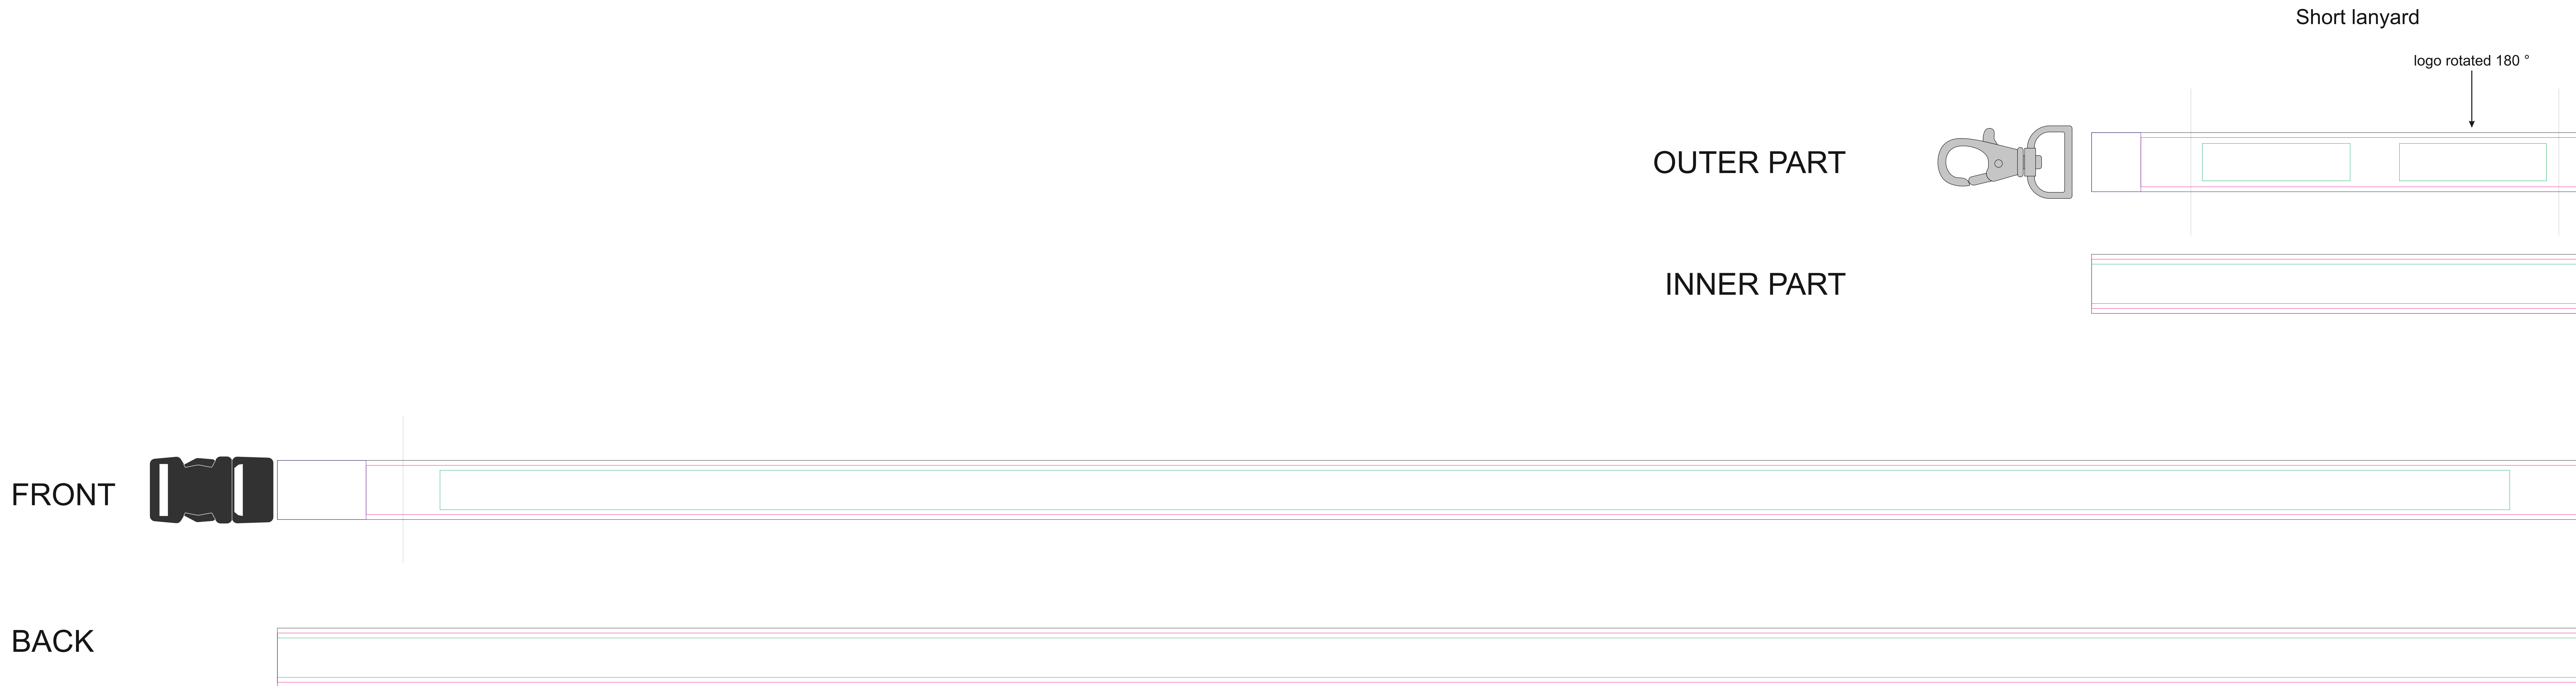 Short lanyard
logo rotated 180 °
OUTER PART
INNER PART
FRONT
BACK